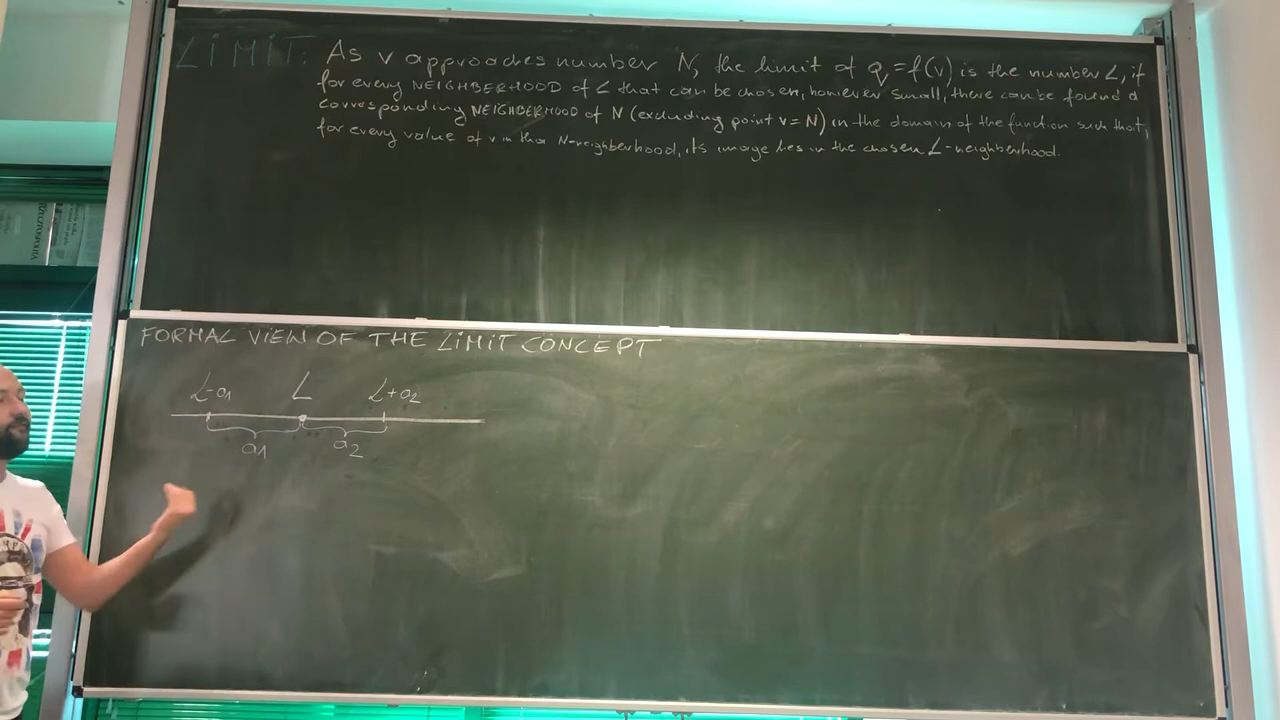 LIMIT: As v approaches number N, the limit of q = f(v) is the number L, if
for every NEIGHBERHOOD of L that can be chosen, however small, there can be found a
corresponding NEIGHBERHOOD of N (excluding point v = N) in the domain of the function such that,
for every value of v in that N-neighberhood, its image lies in the chosen L-neighberhood.
FORMAL VIEW OF THE LIMIT CONCEPT
L-a1 L L+a2
a1 a2